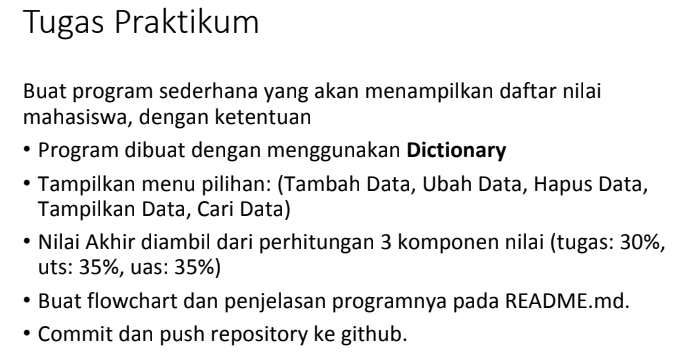 Tugas Praktikum
Buat program sederhana yang akan menampilkan daftar nilai
mahasiswa, dengan ketentuan
• Program dibuat dengan menggunakan Dictionary
• Tampilkan menu pilihan: (Tambah Data, Ubah Data, Hapus Data,
Tampilkan Data, Cari Data)
• Nilai Akhir diambil dari perhitungan 3 komponen nilai (tugas: 30%,
uts: 35%, uas: 35%)
• Buat flowchart dan penjelasan programnya pada README.md.
• Commit dan push repository ke github.